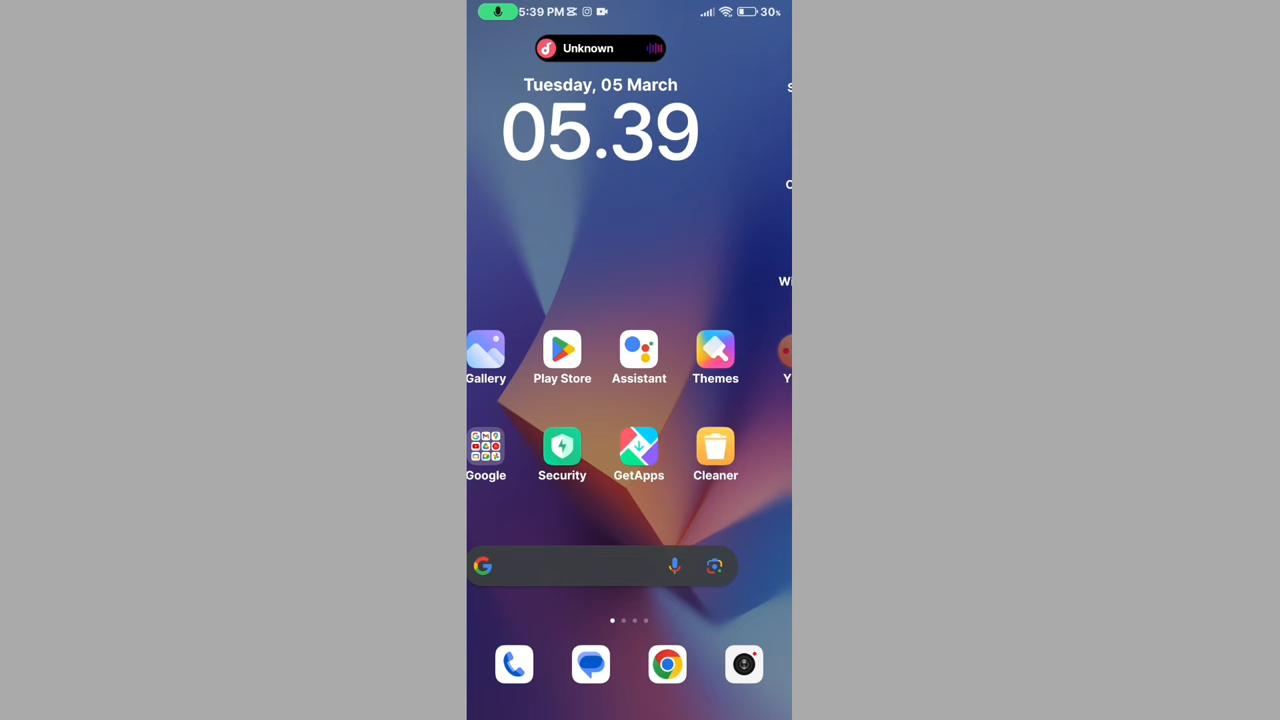 5:39 PM
30%
Unknown
Tuesday, 05 March
05.39
S
C
Wi
Gallery
Play Store
Assistant
Themes
Y
Google
Security
GetApps
Cleaner